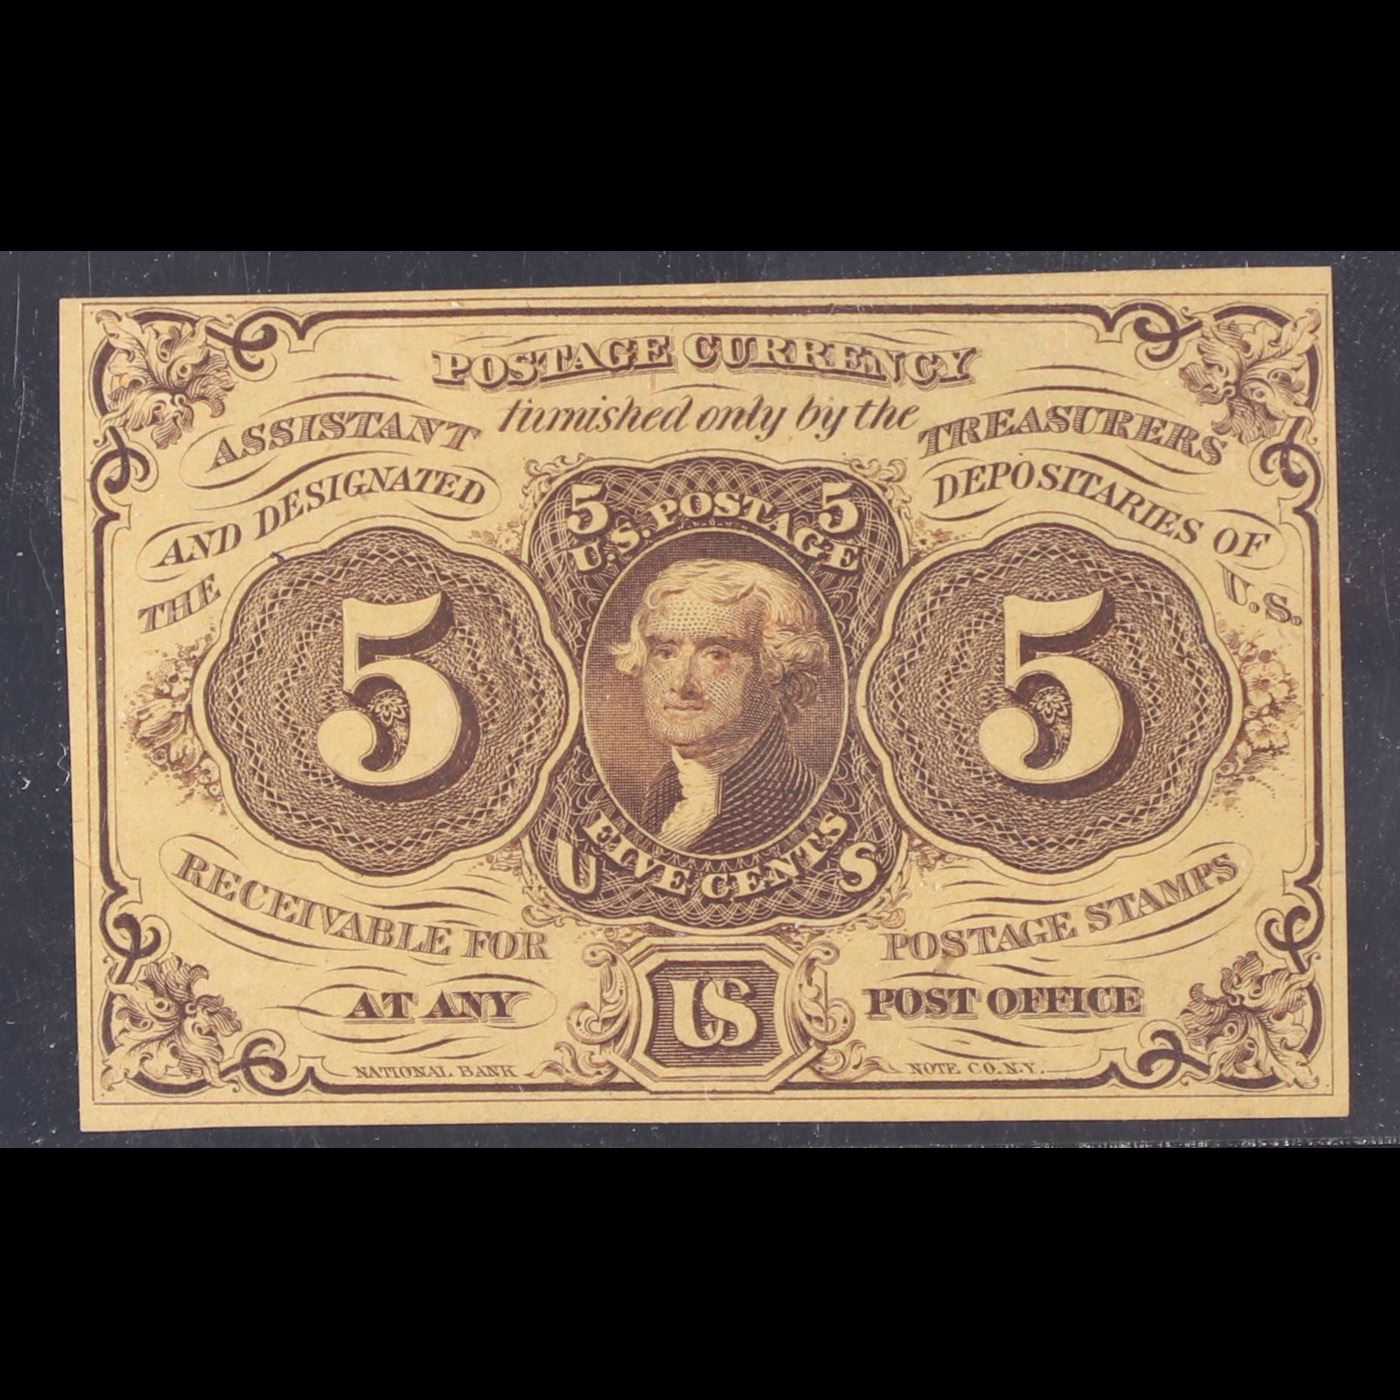 POSTAGE CURRENCY
furnished only by the
ASSISTANT TREASURERS
AND DESIGNATED DEPOSITARIES OF
THE U.S.
5 5
U.S. POSTAGE
5 5
FIVE CENTS
U S
RECEIVABLE FOR POSTAGE STAMPS
AT ANY US POST OFFICE
NATIONAL BANK NOTE CO. N.Y.